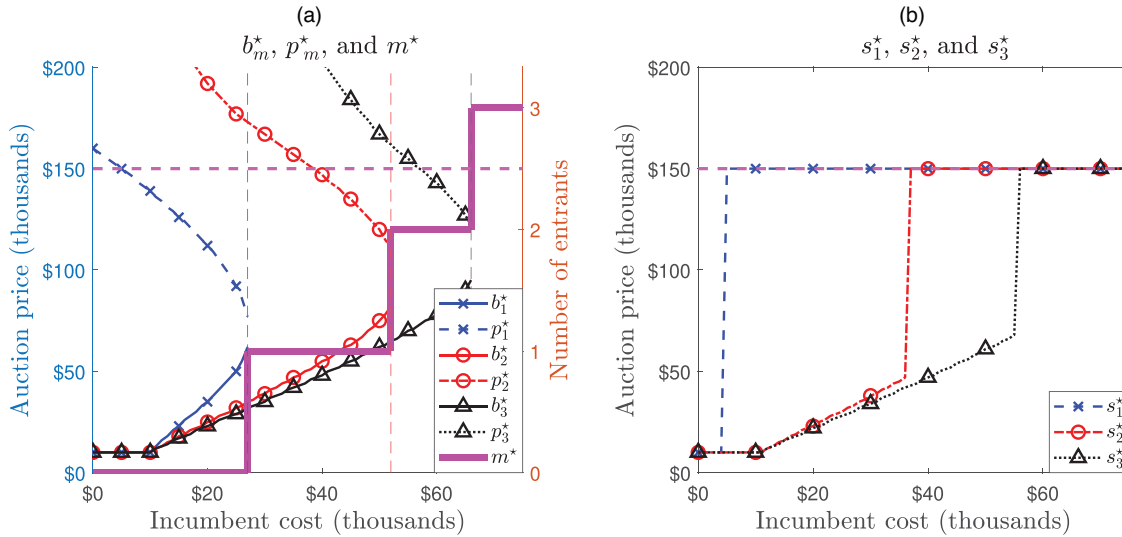 (a)
b⋆m, p⋆m, and m⋆
Auction price (thousands)
$200
$150
$100
$50
$0
$0
$20
$40
$60
Incumbent cost (thousands)
3
2
1
0
Number of entrants
b⋆1
p⋆1
b⋆2
p⋆2
b⋆3
p⋆3
m⋆
(b)
s⋆1, s⋆2, and s⋆3
Auction price (thousands)
$200
$150
$100
$50
$0
$0
$20
$40
$60
Incumbent cost (thousands)
s⋆1
s⋆2
s⋆3